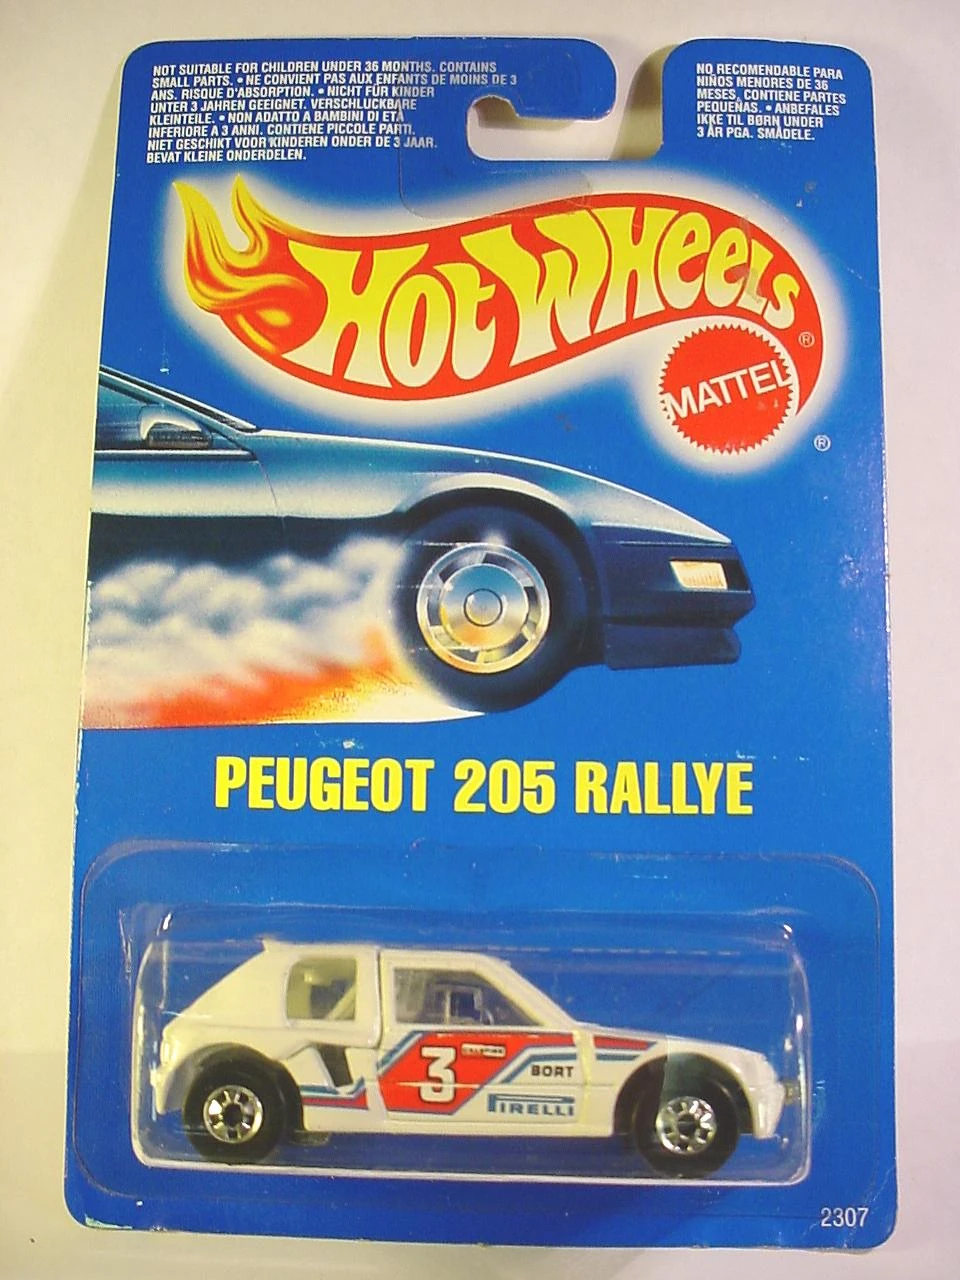 NOT SUITABLE FOR CHILDREN UNDER 36 MONTHS. CONTAINS
SMALL PARTS. • NE CONVIENT PAS AUX ENFANTS DE MOINS DE 3
ANS. RISQUE D'ABSORPTION. • NICHT FÜR KINDER
UNTER 3 JAHREN GEEIGNET. VERSCHLUCKBARE
KLEINTEILE. • NON ADATTO A BAMBINI DI ETÀ
INFERIORE A 3 ANNI. CONTIENE PICCOLE PARTI.
NIET GESCHIKT VOOR KINDEREN ONDER DE 3 JAAR.
BEVAT KLEINE ONDERDELEN.
NO RECOMENDABLE PARA
NIÑOS MENORES DE 36
MESES, CONTIENE PARTES
PEQUEÑAS. • ANBEFALES
IKKE TIL BØRN UNDER
3 ÅR PGA. SMÅDELE.
HOT WHEELS ®
MATTEL ®
PEUGEOT 205 RALLYE
3
CHAMPION
BORT
PIRELLI
2307